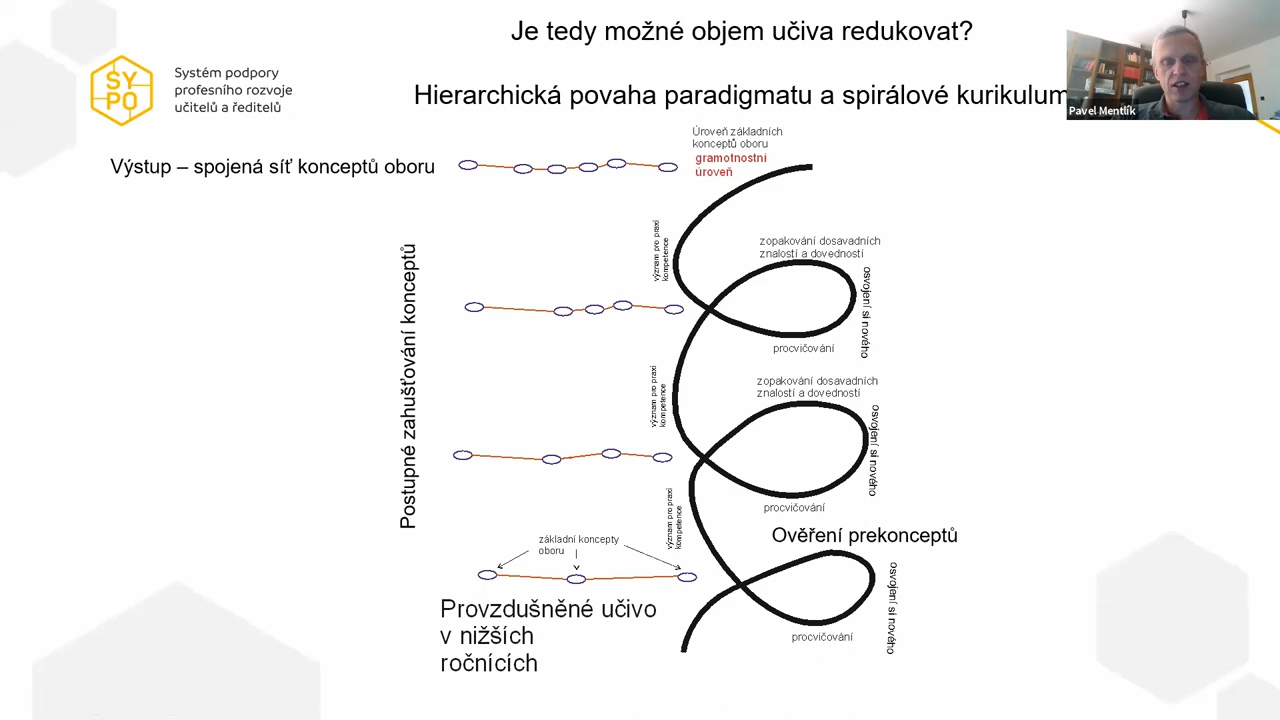 Je tedy možné objem učiva redukovat?
Hierarchická povaha paradigmatu a spirálové kurikulum
Pavel Mentlík
SYPO
Systém podpory
profesního rozvoje
učitelů a ředitelů
Výstup – spojená síť konceptů oboru
Úroveň základních
konceptů oboru
gramotnostní
úroveň
význam pro praxi
kompetence
zopakování dosavadních
znalostí a dovedností
osvojení si nového
procvičování
Postupné zahušťování konceptů
význam pro praxi
kompetence
zopakování dosavadních
znalostí a dovedností
osvojení si nového
procvičování
význam pro praxi
kompetence
Ověření prekonceptů
základní koncepty
oboru
osvojení si nového
procvičování
Provzdušněné učivo
v nižších
ročnících